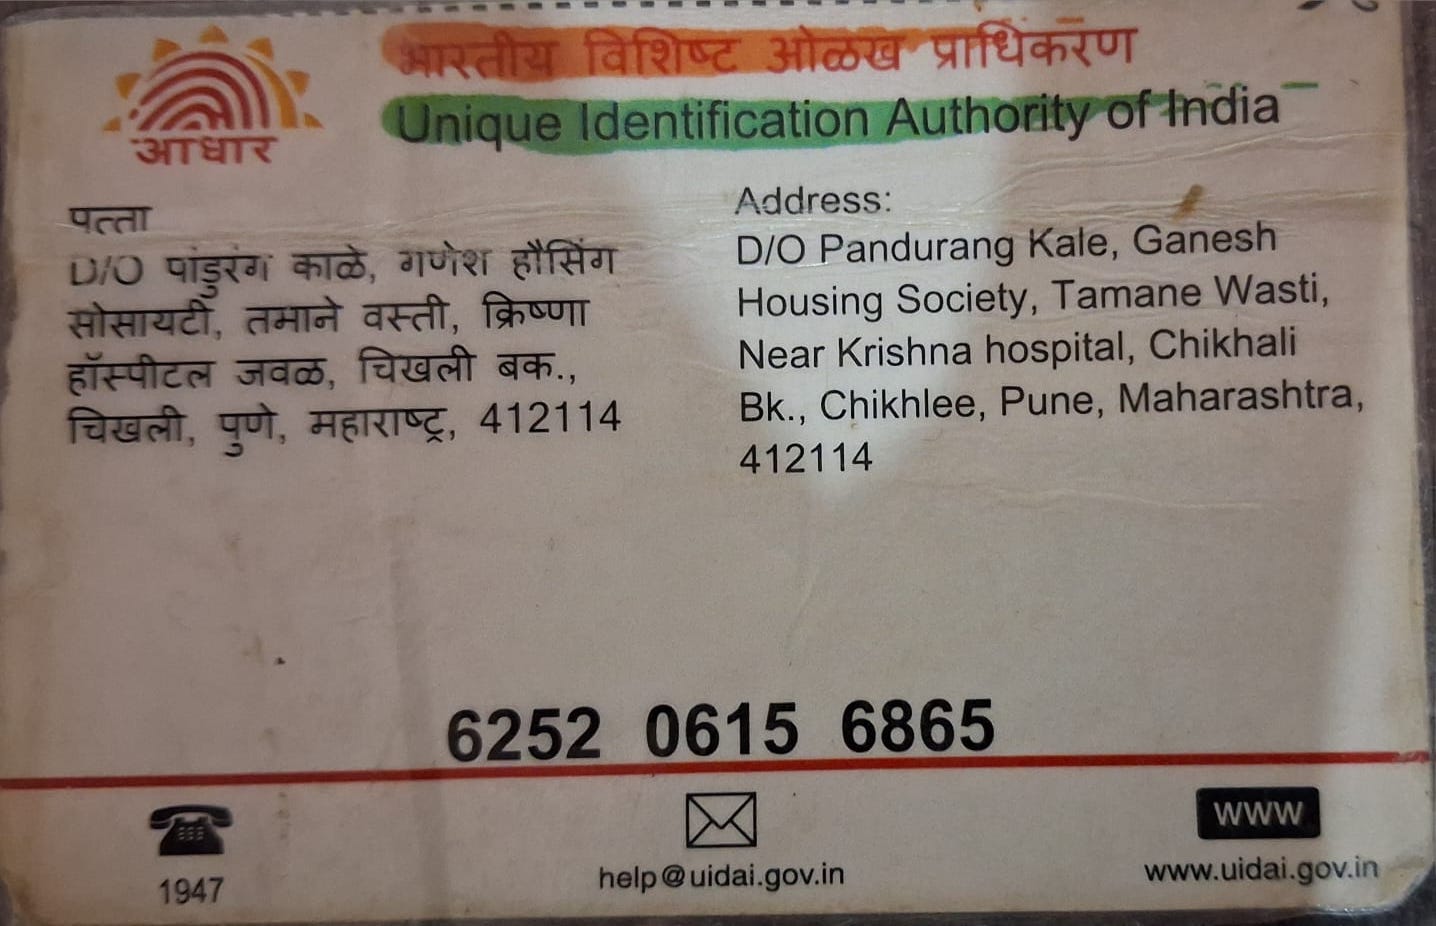 भारतीय विशिष्ट ओळख प्राधिकरण
Unique Identification Authority of India
आधार
पत्ता
D/O पांडुरंग काळे, गणेश हौसिंग
सोसायटी, तमाने वस्ती, क्रिष्णा
हॉस्पीटल जवळ, चिखली बक.,
चिखली, पुणे, महाराष्ट्र, 412114
Address:
D/O Pandurang Kale, Ganesh
Housing Society, Tamane Wasti,
Near Krishna hospital, Chikhali
Bk., Chikhlee, Pune, Maharashtra,
412114
6252 0615 6865
1947
help@uidai.gov.in
WWW
www.uidai.gov.in